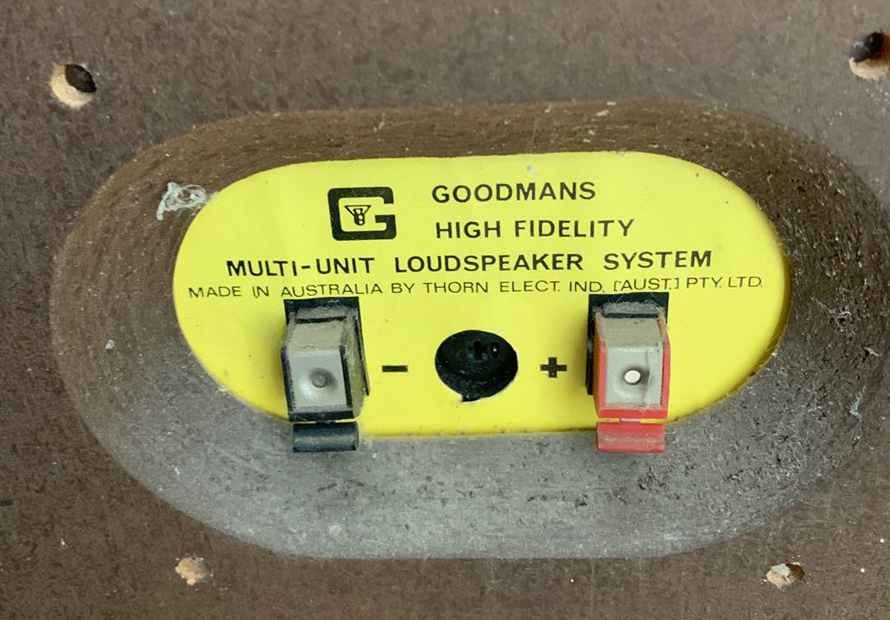 G GOODMANS
HIGH FIDELITY
MULTI-UNIT LOUDSPEAKER SYSTEM
MADE IN AUSTRALIA BY THORN ELECT. IND. [AUST.] PTY. LTD.
- +